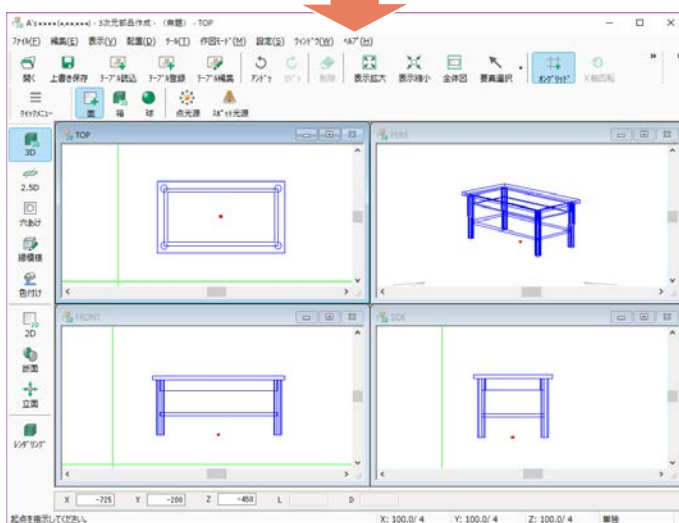 A's●●●●(●.●●,●●●) - 3次元部品作成 - （無題） - TOP
ファイル(F) 編集(E) 表示(V) 配置(D) ツール(T) 作図モード(M) 設定(S) ウインドウ(W) ヘルプ(H)
開く 上書き保存 テーブル読込 テーブル登録 テーブル編集 アンドゥ リドゥ 削除 表示拡大 表示縮小 全体図 要素選択 オングリッド X軸回転
クイックメニュー 面 箱 球 点光源 スポット光源
3D
2.5D
穴あけ
線模様
色付け
2D
断面
立面
レンダリング
TOP
PERS
FRONT
SIDE
X -725 Y -200 Z -450 L D
起点を指示してください。 X: 100.0/ 4 Y: 100.0/ 4 Z: 100.0/ 4 単独